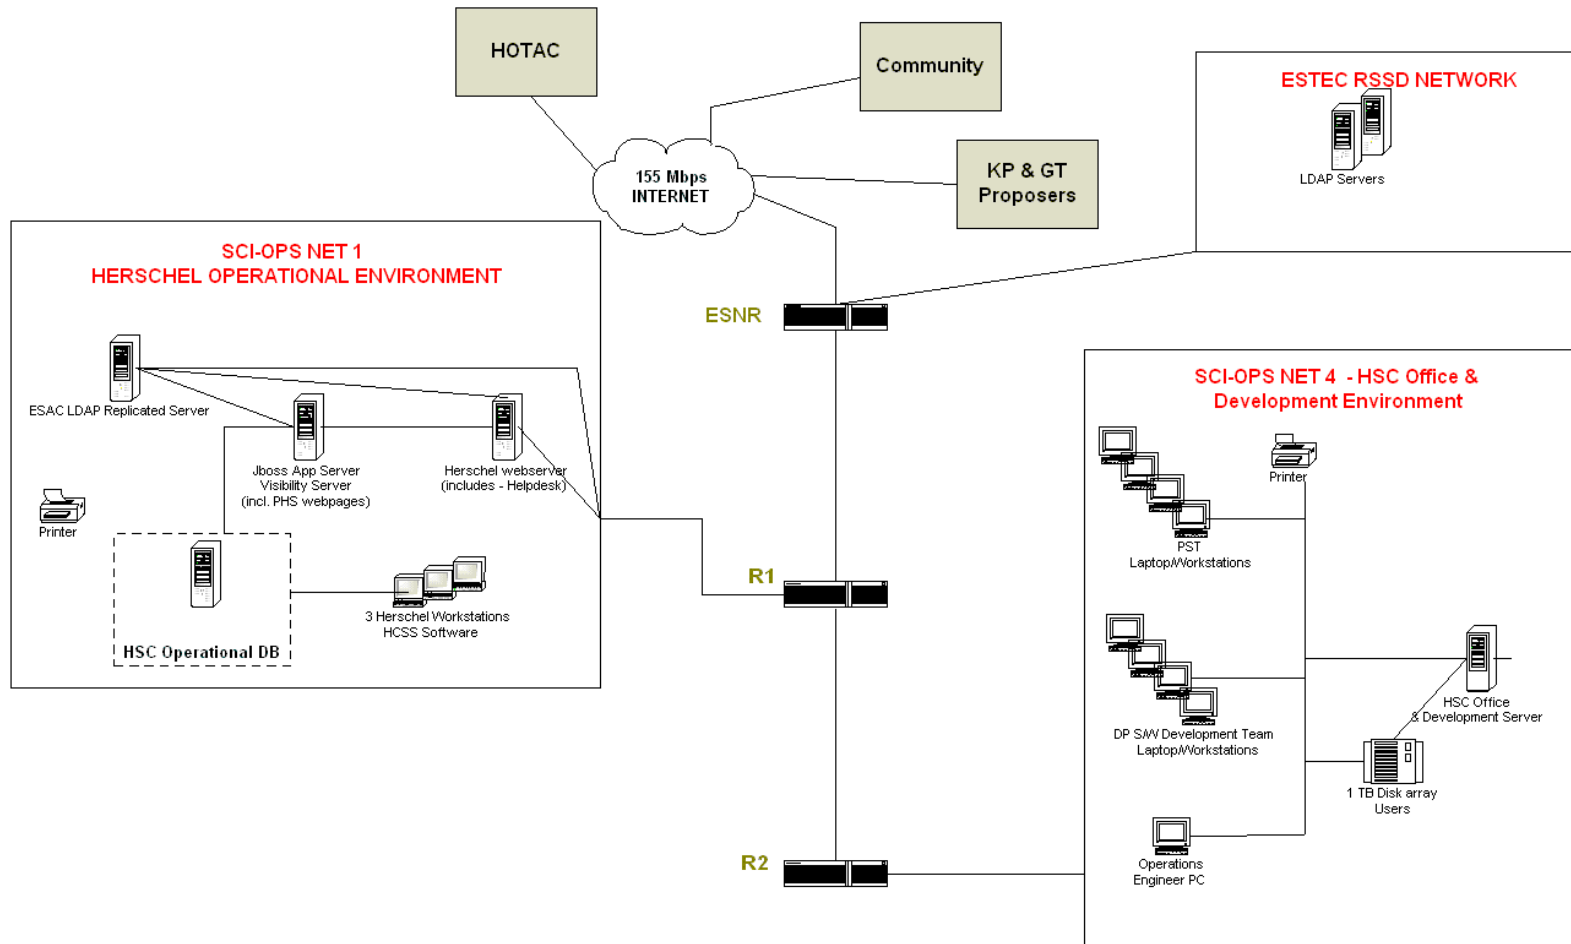 HOTAC
Community
ESTEC RSSD NETWORK
LDAP Servers
155 Mbps
INTERNET
KP & GT
Proposers
SCI-OPS NET 1
HERSCHEL OPERATIONAL ENVIRONMENT
ESNR
ESAC LDAP Replicated Server
Jboss App Server
Visibility Server
(incl. PHS webpages)
Herschel webserver
(includes - Helpdesk)
Printer
HSC Operational DB
3 Herschel Workstations
HCSS Software
R1
R2
SCI-OPS NET 4 - HSC Office &
Development Environment
Printer
PST
Laptop/Workstations
DP S/W Development Team
Laptop/Workstations
HSC Office
& Development Server
1 TB Disk array
Users
Operations
Engineer PC